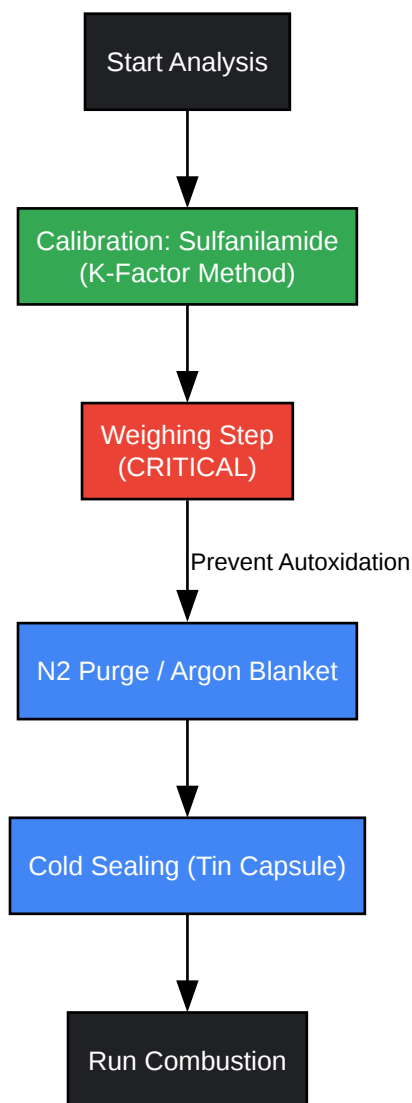 Start Analysis
Calibration: Sulfanilamide
(K-Factor Method)
Weighing Step
(CRITICAL)
Prevent Autoxidation
N2 Purge / Argon Blanket
Cold Sealing (Tin Capsule)
Run Combustion